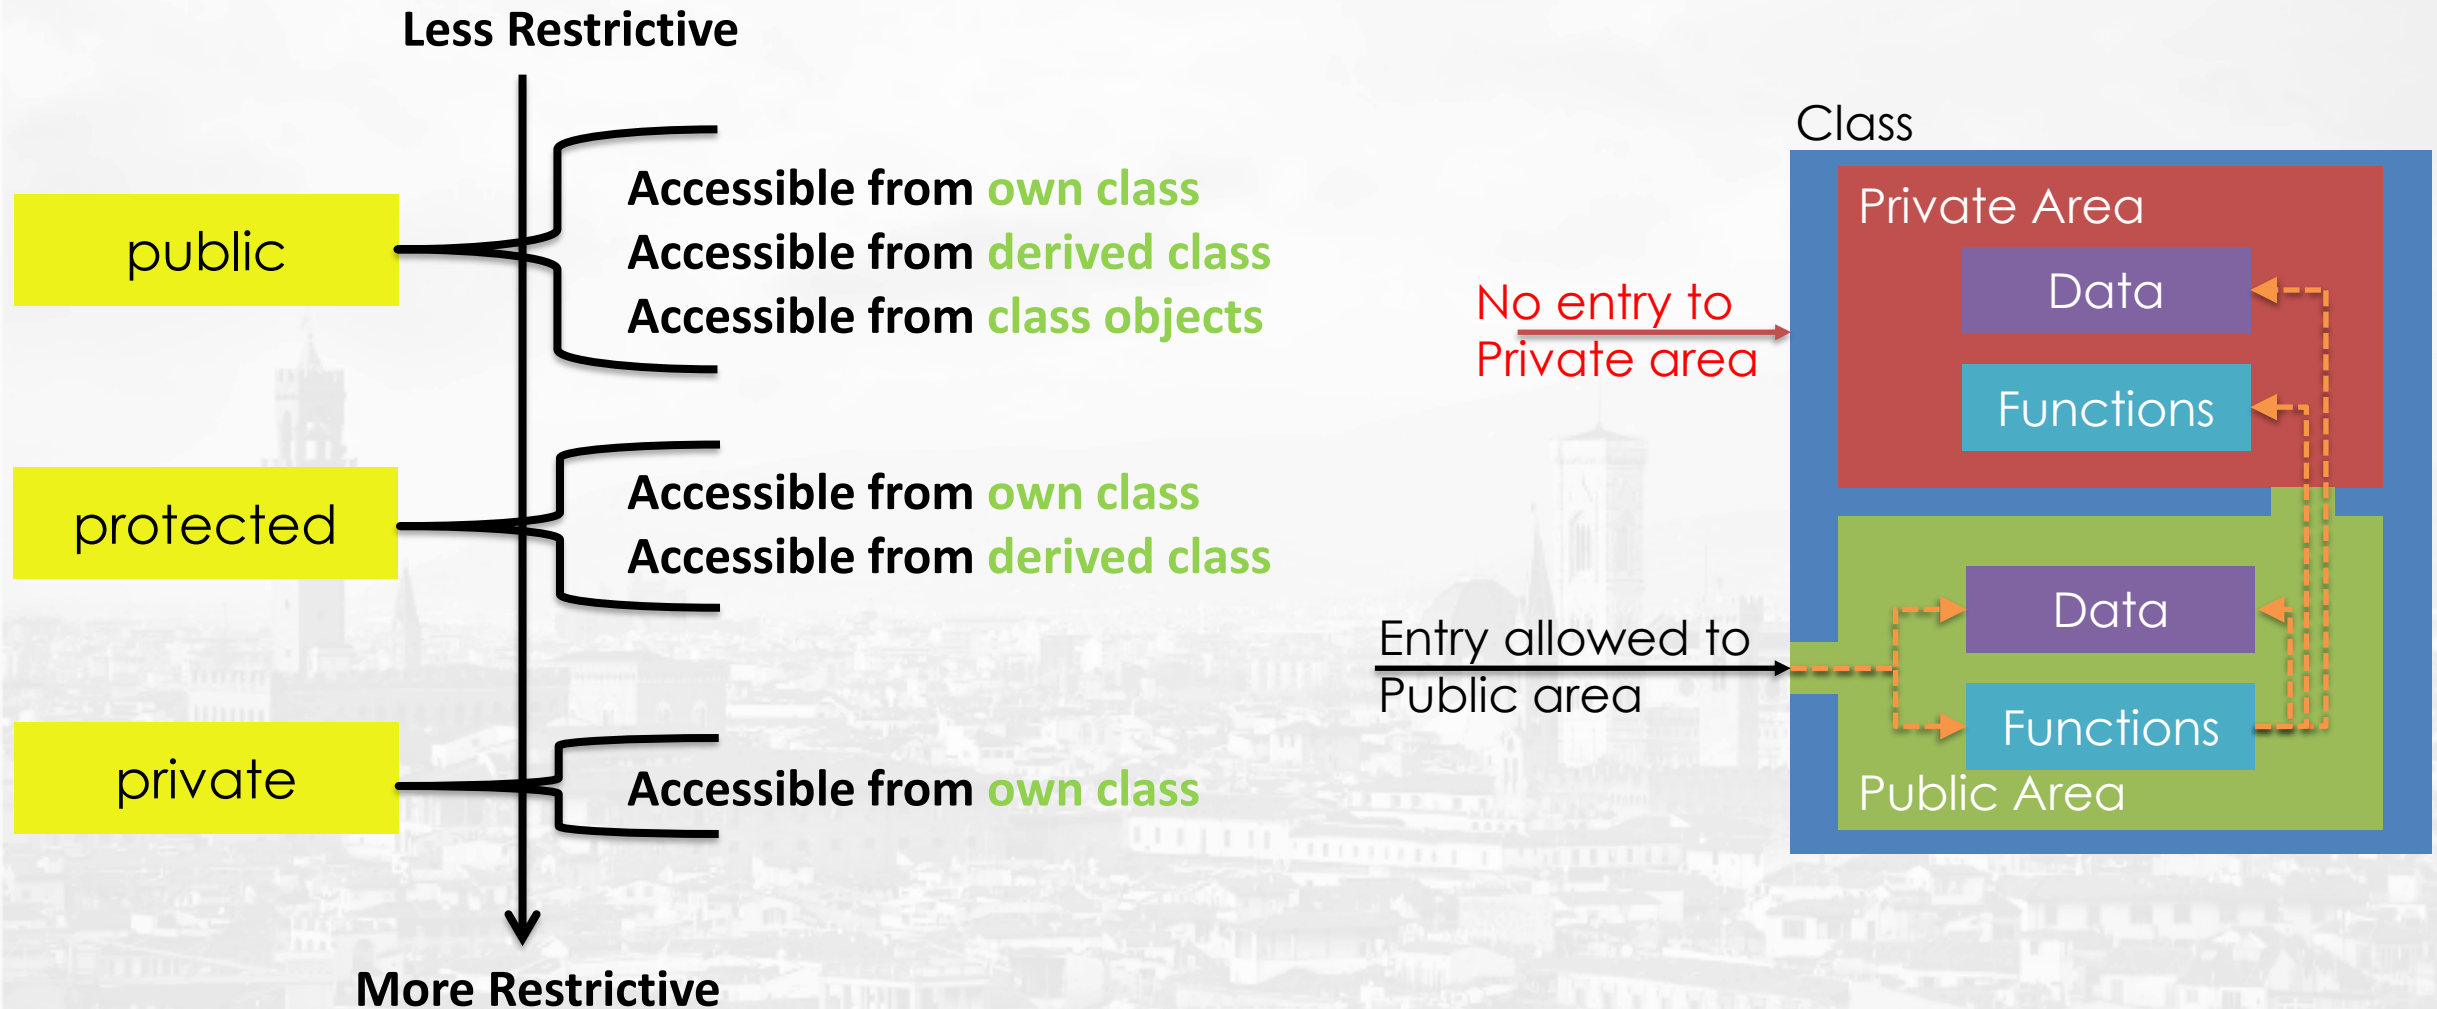 Less Restrictive
public
Accessible from own class
Accessible from derived class
Accessible from class objects
protected
Accessible from own class
Accessible from derived class
private
Accessible from own class
More Restrictive
Class
Private Area
Data
Functions
No entry to
Private area
Entry allowed to
Public area
Data
Functions
Public Area